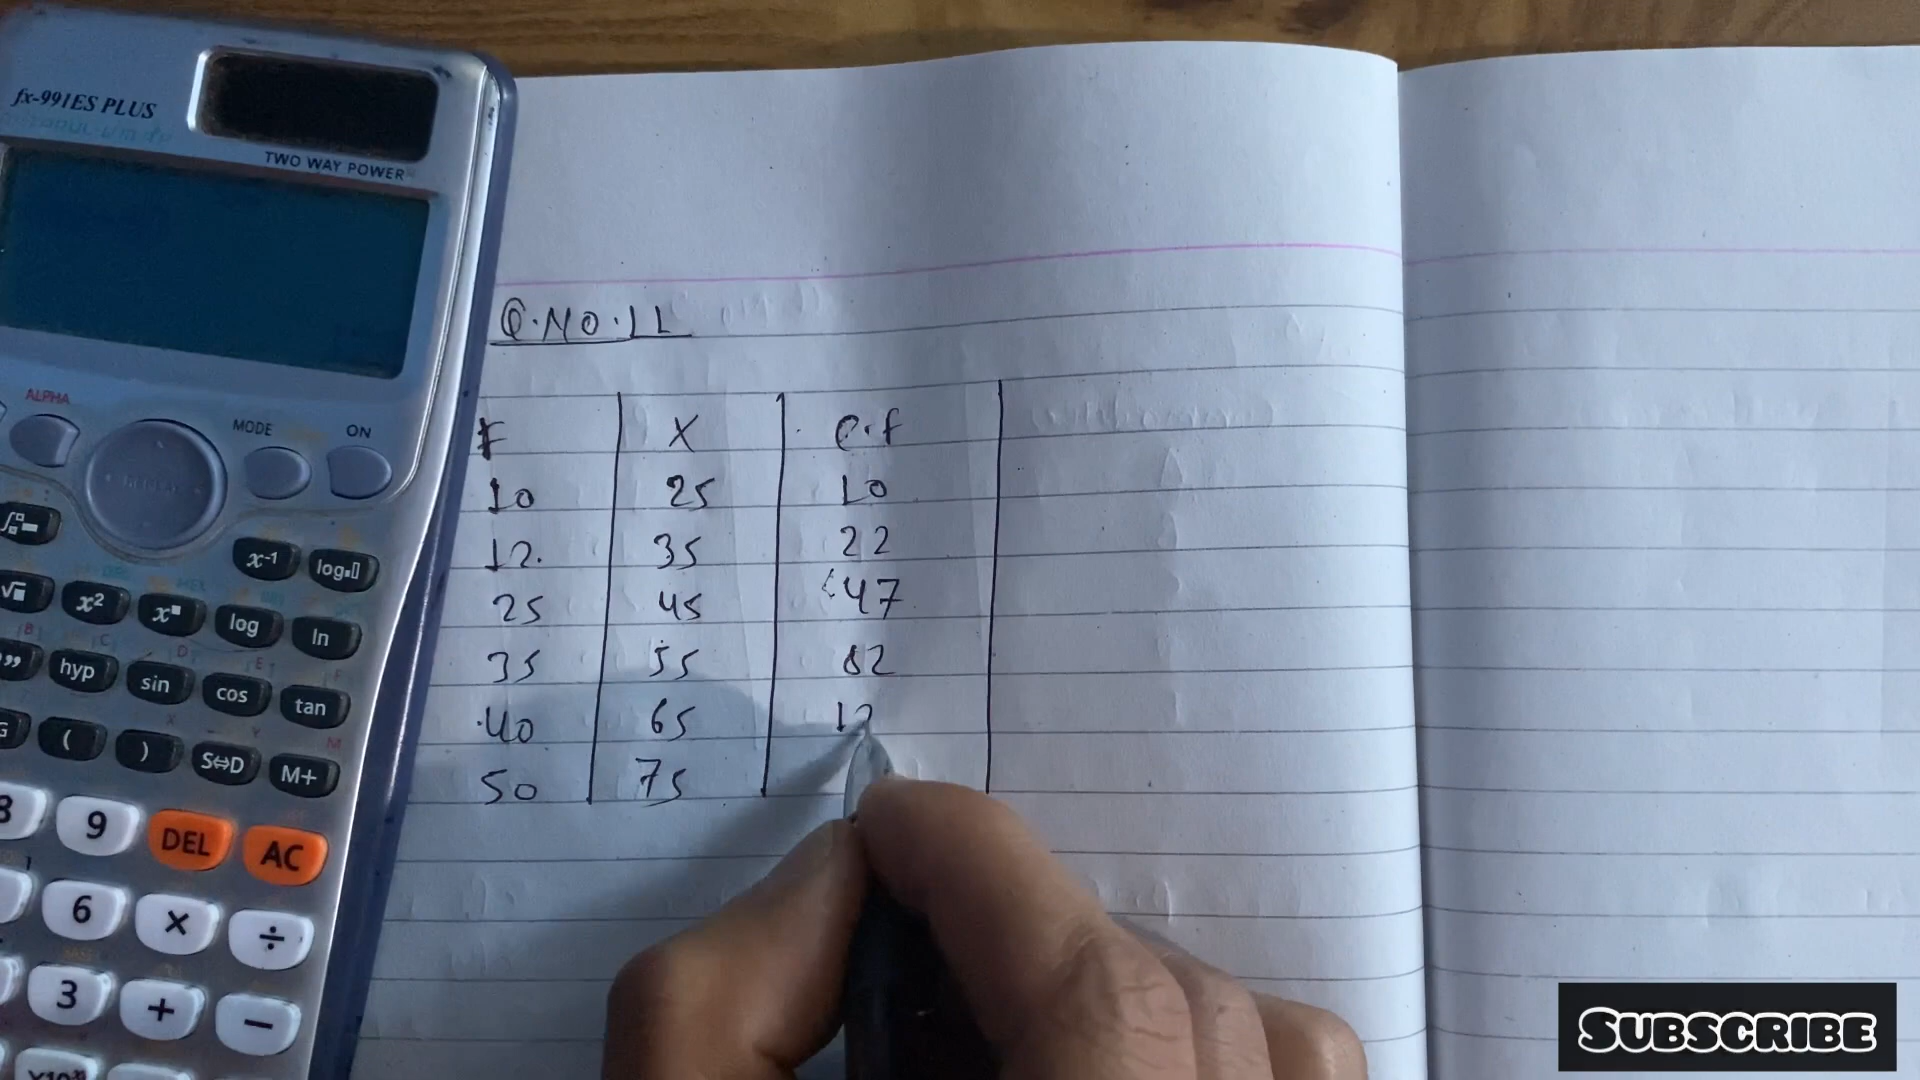 fx-991ES PLUS
TWO WAY POWER
ALPHA
MODE ON
x⁻¹ log
x² log ln
hyp sin cos tan
( ) S⇔D M+
9 DEL AC
6 × ÷
3 + −
Q.NO.11
F X C.f
10 25 10
12. 35 22
25 45 47
35 55 82
40 65 12
50 75
SUBSCRIBE